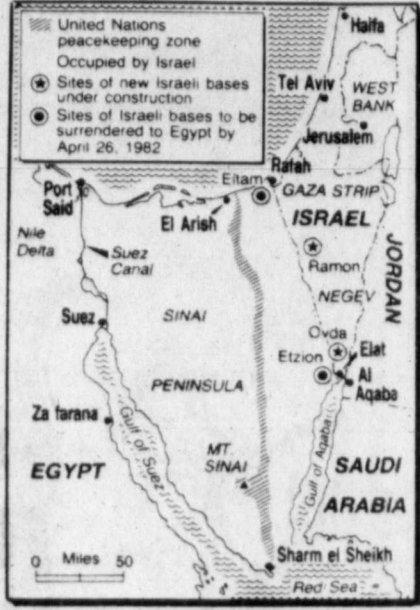 United Nations
peacekeeping zone
Occupied by Israel
Sites of new Israeli bases
under construction
Sites of Israeli bases to be
surrendered to Egypt by
April 26, 1982
Haifa
Tel Aviv
WEST
BANK
Jerusalem
Rafah
Eitam
GAZA STRIP
Port
Said
El Arish
ISRAEL
Nile
Delta
Suez
Canal
Ramon
JORDAN
NEGEV
SINAI
Suez
Ovda
Elat
Etzion
Al
Aqaba
PENINSULA
Za farana
Gulf of Suez
Gulf of Aqaba
MT.
SINAI
EGYPT
SAUDI
ARABIA
0 Miles 50
Sharm el Sheikh
Red Sea